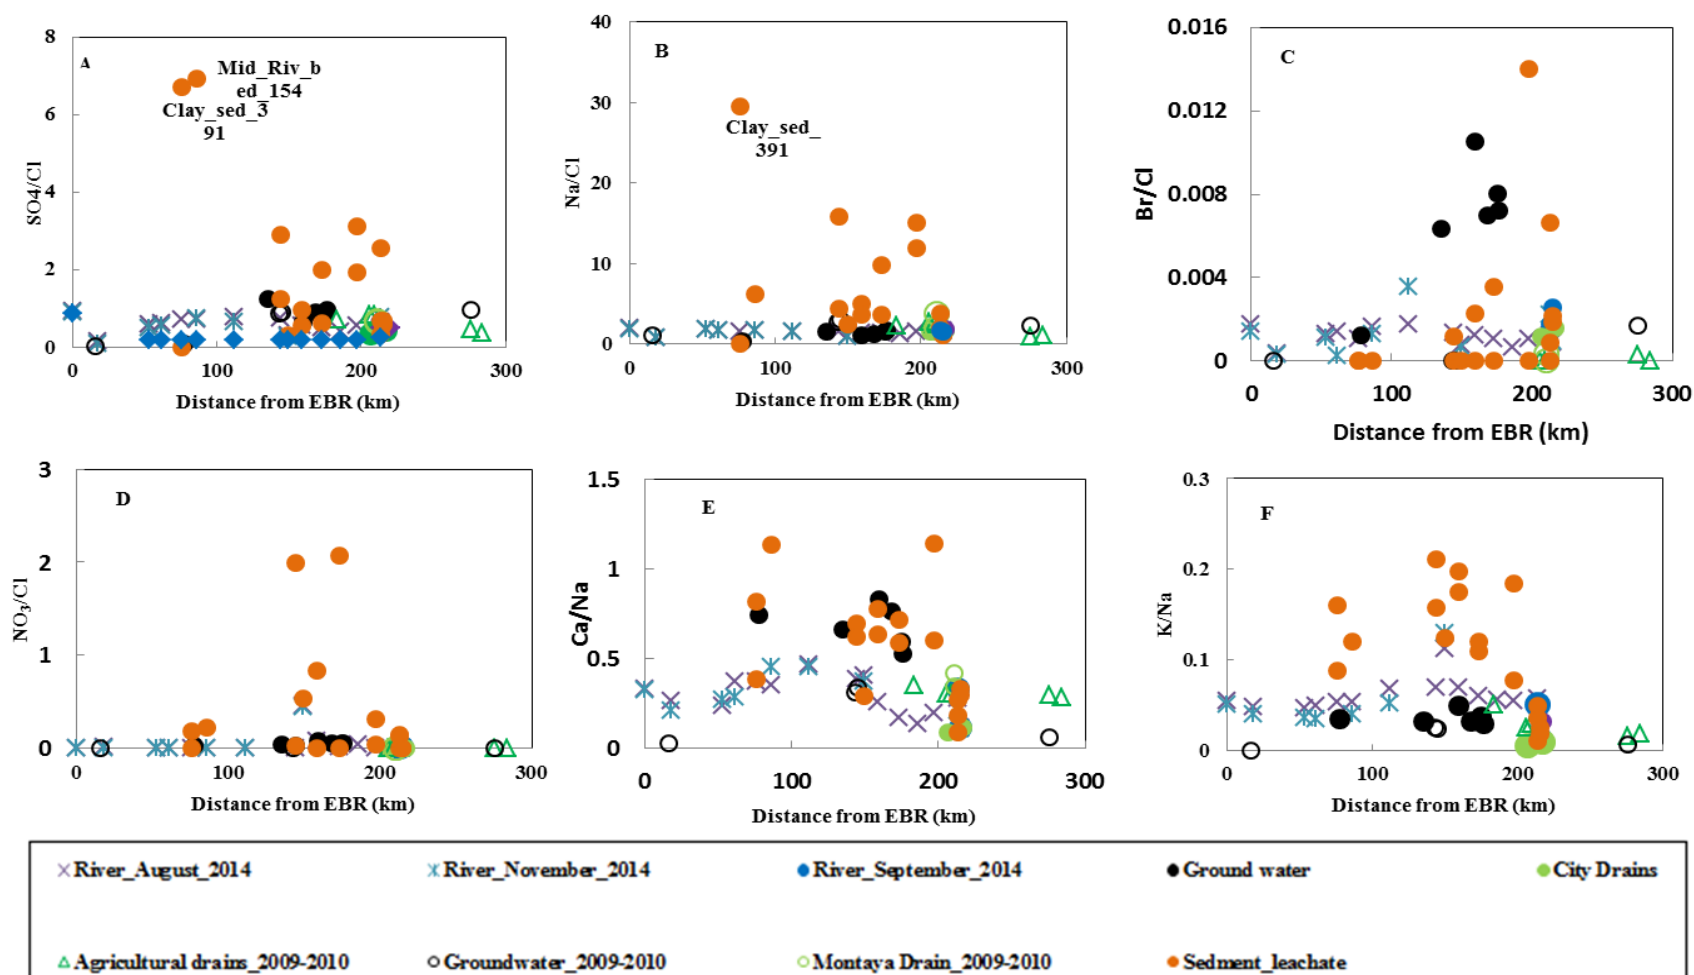 A
SO4/Cl
8
6
4
2
0
Mid_Riv_b
ed_154
Clay_sed_3
91
0 100 200 300
Distance from EBR (km)
B
Na/Cl
40
30
20
10
0
Clay_sed_
391
0 100 200 300
Distance from EBR (km)
C
Br/Cl
0.016
0.012
0.008
0.004
0
0 100 200 300
Distance from EBR (km)
D
NO3/Cl
3
2
1
0
0 100 200 300
Distance from EBR (km)
E
Ca/Na
1.5
1
0.5
0
0 100 200 300
Distance from EBR (km)
F
K/Na
0.3
0.2
0.1
0
0 100 200 300
Distance from EBR (km)
River_August_2014 River_November_2014 River_September_2014 Ground water City Drains
Agricultural drains_2009-2010 Groundwater_2009-2010 Montaya Drain_2009-2010 Sediment_leachate